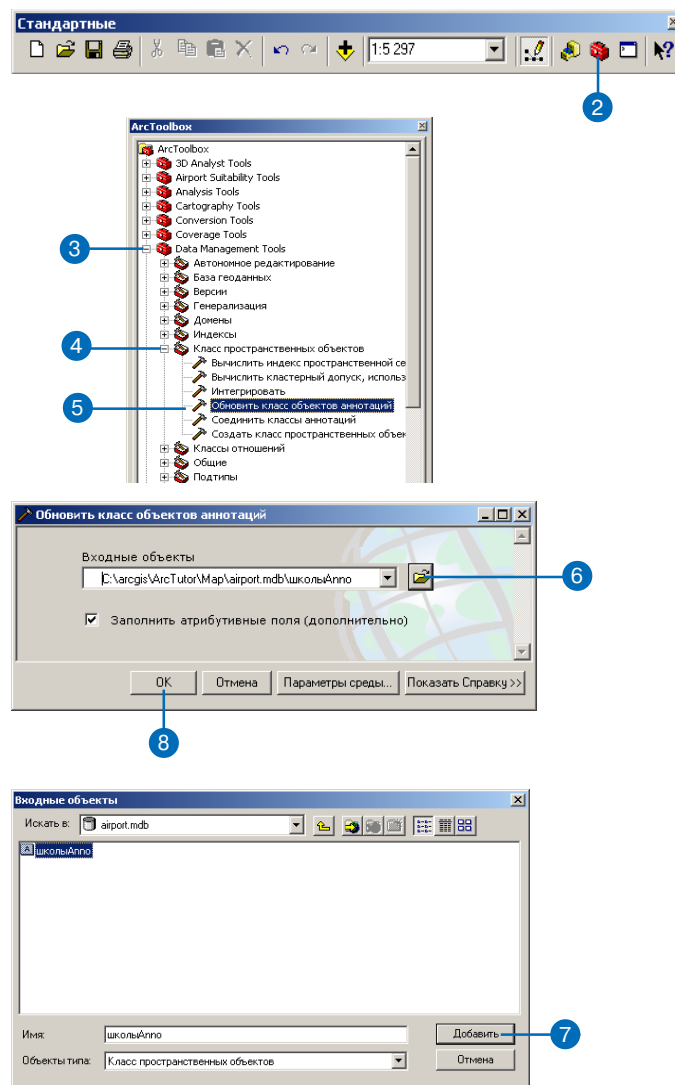 Стандартные
1:5 297
2
ArcToolbox
ArcToolbox
3D Analyst Tools
Airport Suitability Tools
Analysis Tools
Cartography Tools
Conversion Tools
Coverage Tools
3
Data Management Tools
Автономное редактирование
База геоданных
Версии
Генерализация
Домены
Индексы
4
Класс пространственных объектов
Вычислить индекс пространственной се
Вычислить кластерный допуск, использ
Интегрировать
5
Обновить класс объектов аннотаций
Соединить классы аннотаций
Создать класс пространственных объек
Классы отношений
Общие
Подтипы
Обновить класс объектов аннотаций
Входные объекты
C:\arcgis\ArcTutor\Map\airport.mdb\школыAnno
6
Заполнить атрибутивные поля (дополнительно)
OK
Отмена
Параметры среды...
Показать Справку >>
8
Входные объекты
Искать в:
airport.mdb
школыAnno
Имя:
школыAnno
Добавить
7
Объекты типа:
Класс пространственных объектов
Отмена